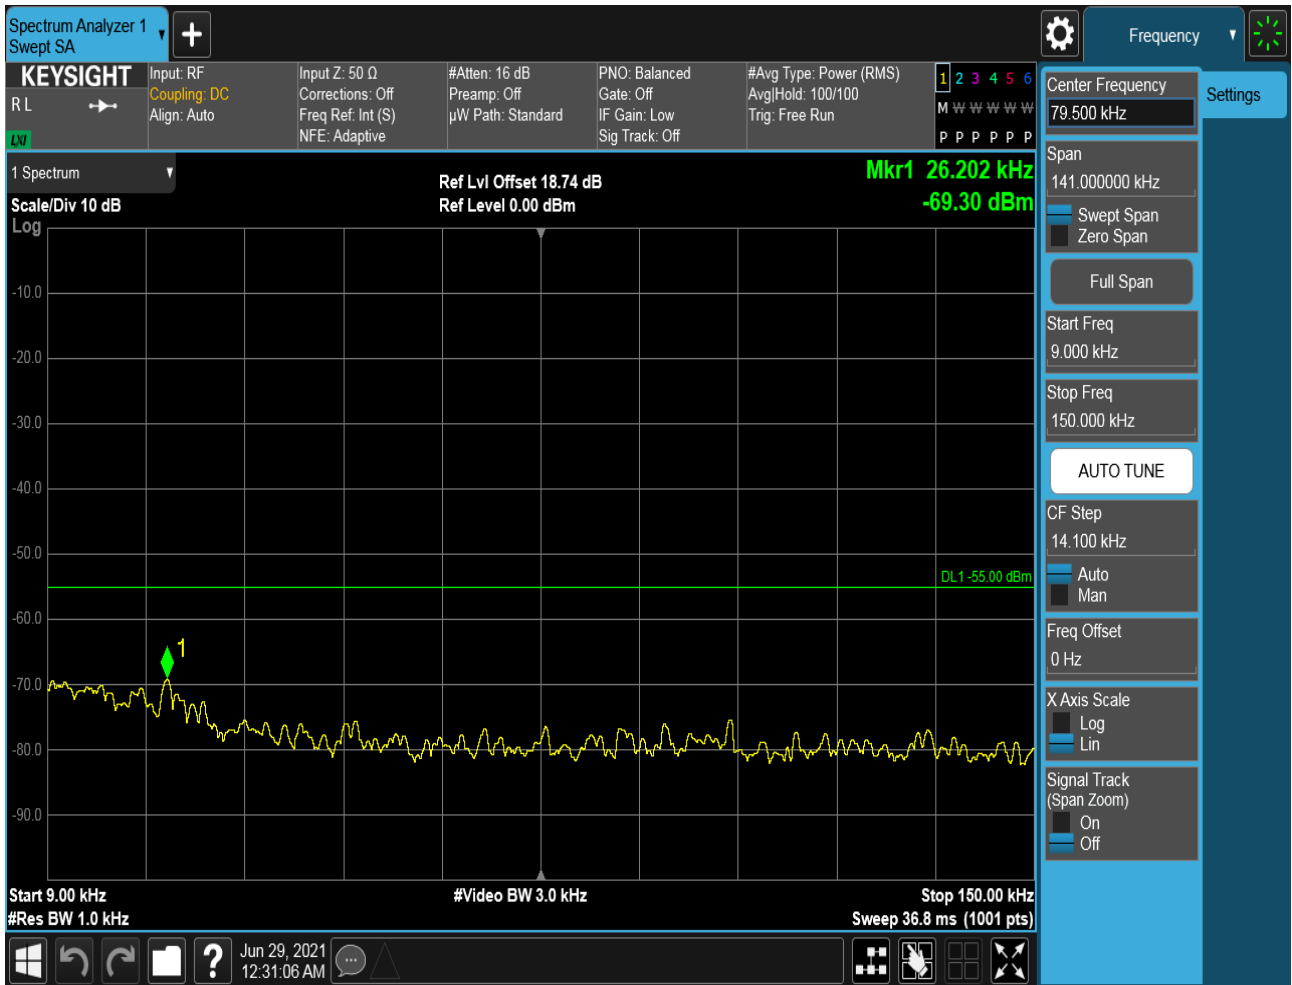 Spectrum Analyzer 1
Swept SA
Frequency
KEYSIGHT
R L
LXI
Input: RF
Coupling: DC
Align: Auto
Input Z: 50 Ω
Corrections: Off
Freq Ref: Int (S)
NFE: Adaptive
#Atten: 16 dB
Preamp: Off
µW Path: Standard
PNO: Balanced
Gate: Off
IF Gain: Low
Sig Track: Off
#Avg Type: Power (RMS)
Avg|Hold: 100/100
Trig: Free Run
1 2 3 4 5 6
M W W W W W
P P P P P P
1 Spectrum
Scale/Div 10 dB
Log
Ref Lvl Offset 18.74 dB
Ref Level 0.00 dBm
Mkr1 26.202 kHz
-69.30 dBm
-10.0
-20.0
-30.0
-40.0
-50.0
DL1 -55.00 dBm
-60.0
1
-70.0
-80.0
-90.0
Start 9.00 kHz
#Res BW 1.0 kHz
#Video BW 3.0 kHz
Stop 150.00 kHz
Sweep 36.8 ms (1001 pts)
?
Jun 29, 2021
12:31:06 AM
Center Frequency
79.500 kHz
Settings
Span
141.000000 kHz
Swept Span
Zero Span
Full Span
Start Freq
9.000 kHz
Stop Freq
150.000 kHz
AUTO TUNE
CF Step
14.100 kHz
Auto
Man
Freq Offset
0 Hz
X Axis Scale
Log
Lin
Signal Track
(Span Zoom)
On
Off